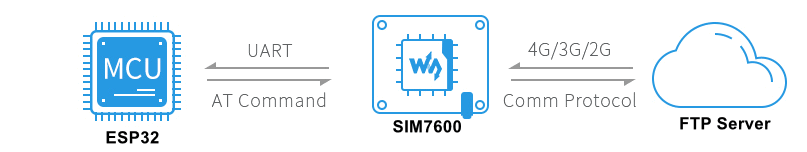 MCU
ESP32
UART
AT Command
SIM7600
4G/3G/2G
Comm Protocol
FTP Server